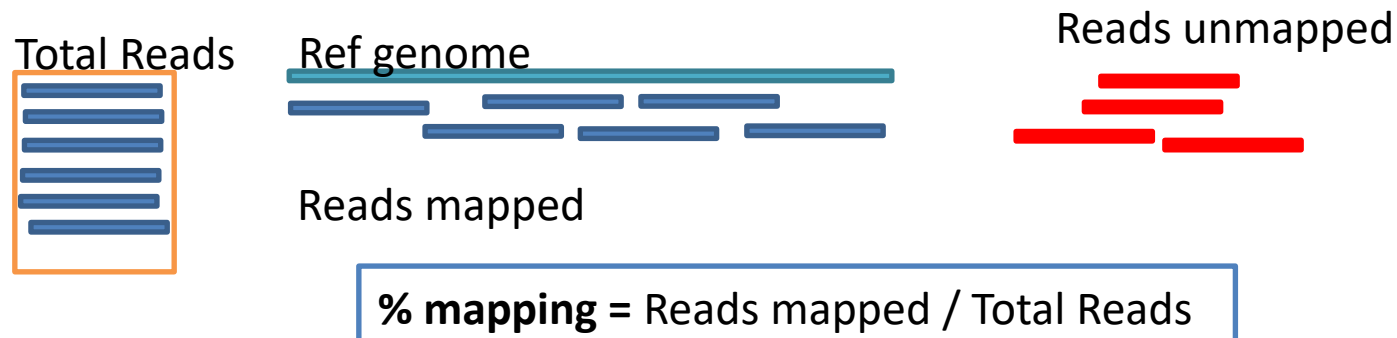 Total Reads
Ref genome
Reads unmapped
Reads mapped
% mapping = Reads mapped / Total Reads